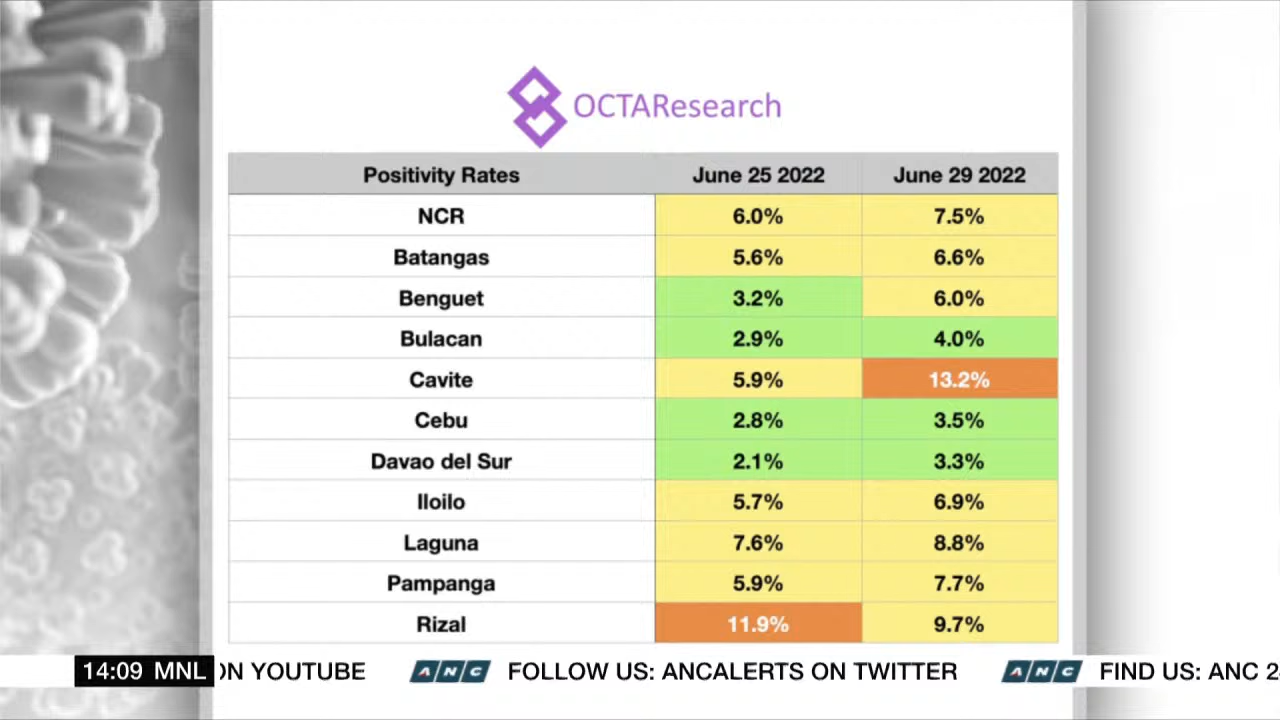 OCTAResearch
Positivity Rates June 25 2022 June 29 2022
NCR 6.0% 7.5%
Batangas 5.6% 6.6%
Benguet 3.2% 6.0%
Bulacan 2.9% 4.0%
Cavite 5.9% 13.2%
Cebu 2.8% 3.5%
Davao del Sur 2.1% 3.3%
Iloilo 5.7% 6.9%
Laguna 7.6% 8.8%
Pampanga 5.9% 7.7%
Rizal 11.9% 9.7%
14:09 MNL ON YOUTUBE ANC FOLLOW US: ANCALERTS ON TWITTER ANC FIND US: ANC 2